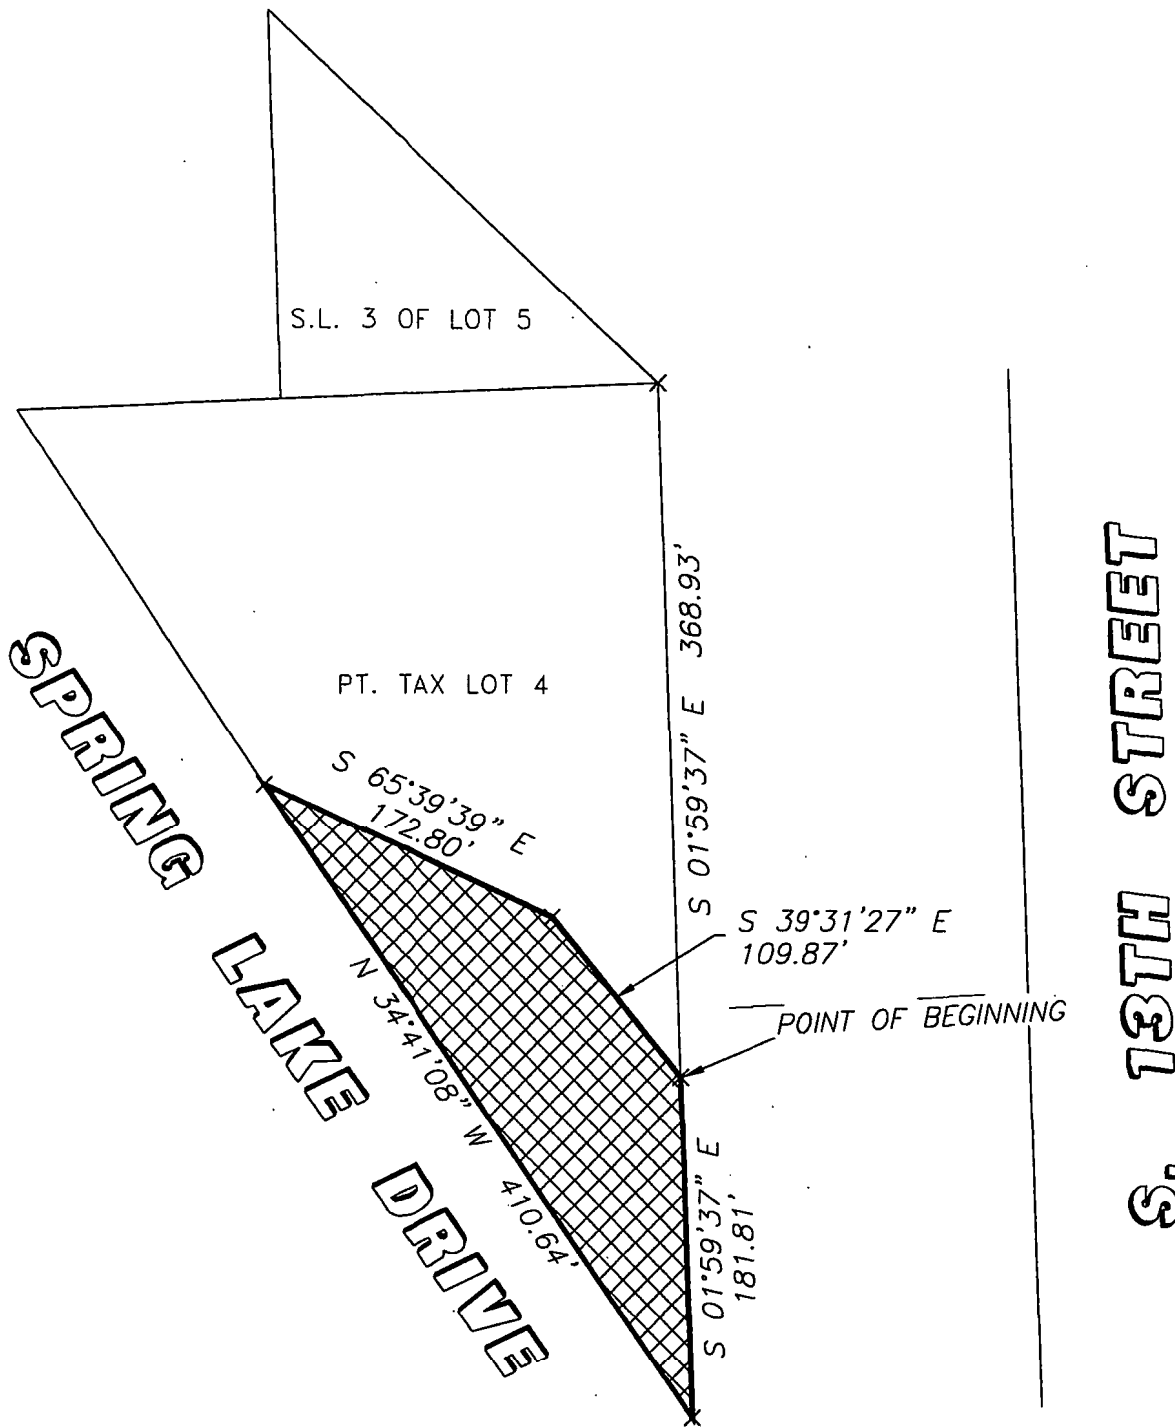 S.L. 3 OF LOT 5
S 01°59'37" E 368.93'
PT. TAX LOT 4
S 65°39'39" E
172.80'
S 39°31'27" E
109.87'
POINT OF BEGINNING
N 34°41'08" W 410.64'
S 01°59'37" E
181.81'
SPRING LAKE DRIVE
S. 13TH STREET